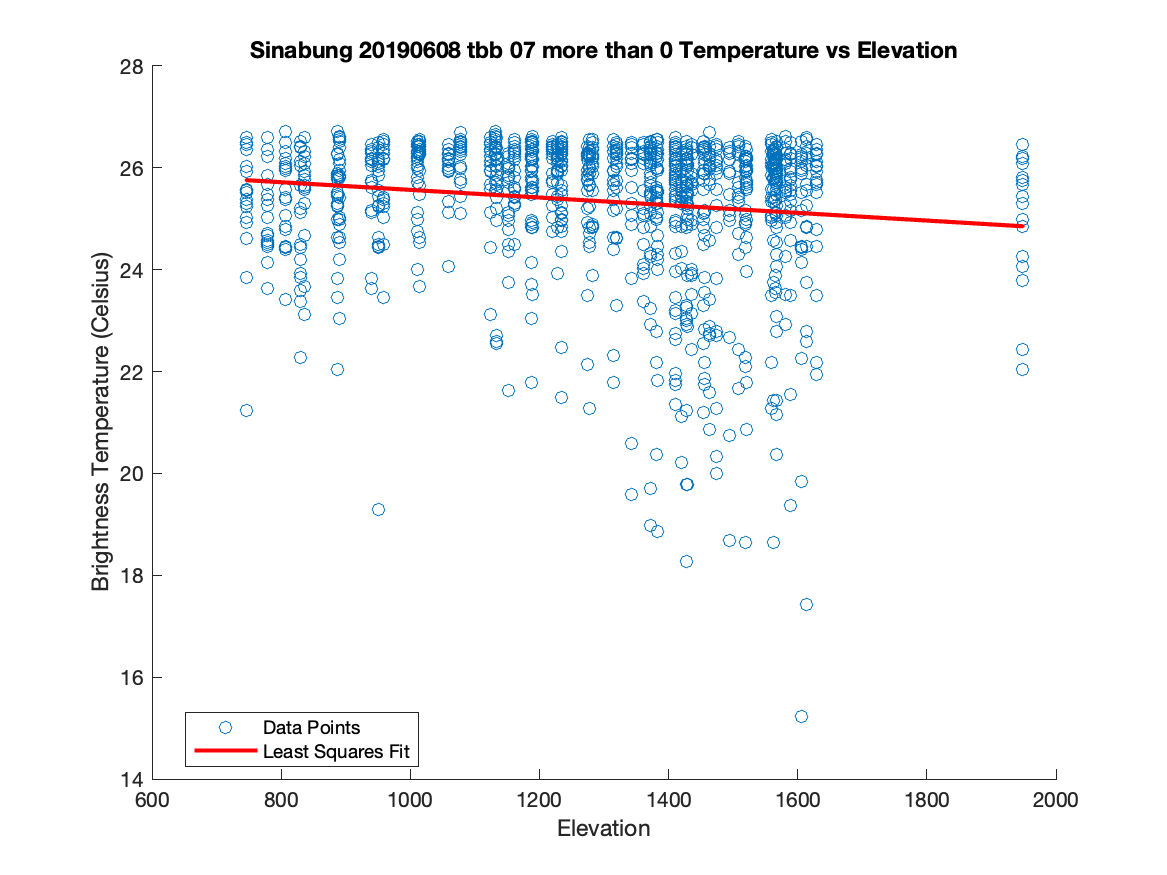 Sinabung 20190608 tbb 07 more than 0 Temperature vs Elevation
28
26
24
22
20
18
16
14
Brightness Temperature (Celsius)
Data Points
Least Squares Fit
600 800 1000 1200 1400 1600 1800 2000
Elevation